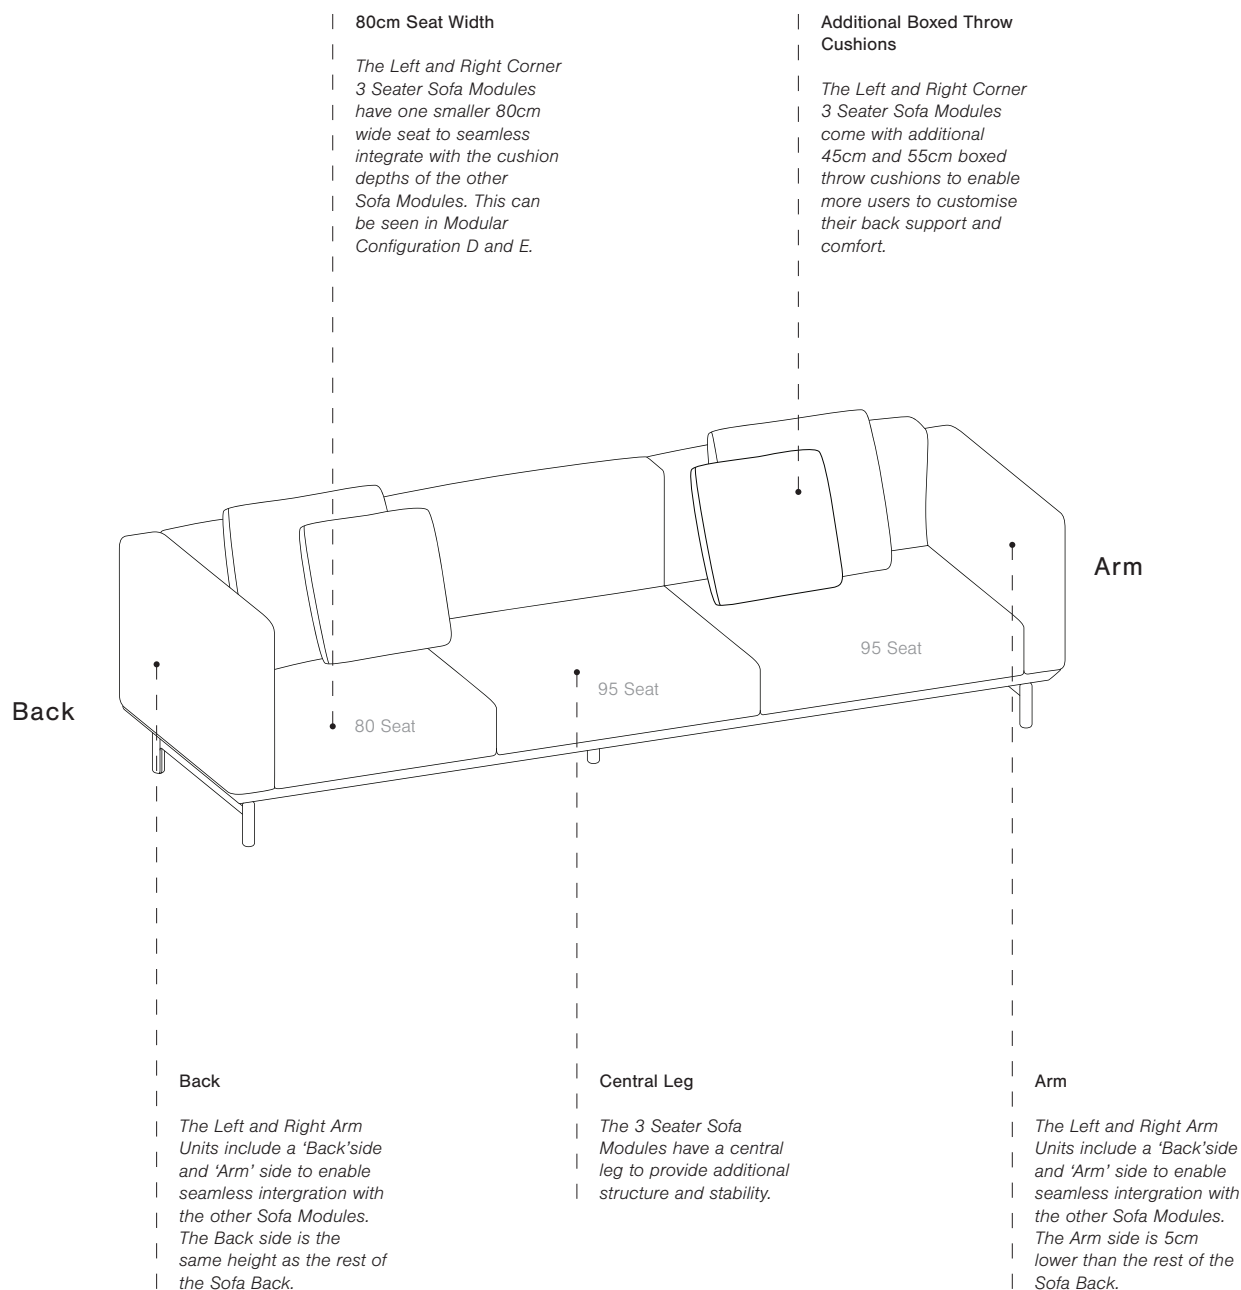 80cm Seat Width
The Left and Right Corner
3 Seater Sofa Modules
have one smaller 80cm
wide seat to seamless
integrate with the cushion
depths of the other
Sofa Modules. This can
be seen in Modular
Configuration D and E.
Additional Boxed Throw
Cushions
The Left and Right Corner
3 Seater Sofa Modules
come with additional
45cm and 55cm boxed
throw cushions to enable
more users to customise
their back support and
comfort.
Arm
95 Seat
95 Seat
Back
80 Seat
Back
The Left and Right Arm
Units include a ‘Back’side
and ‘Arm’ side to enable
seamless intergration with
the other Sofa Modules.
The Back side is the
same height as the rest of
the Sofa Back.
Central Leg
The 3 Seater Sofa
Modules have a central
leg to provide additional
structure and stability.
Arm
The Left and Right Arm
Units include a ‘Back’side
and ‘Arm’ side to enable
seamless intergration with
the other Sofa Modules.
The Arm side is 5cm
lower than the rest of the
Sofa Back.